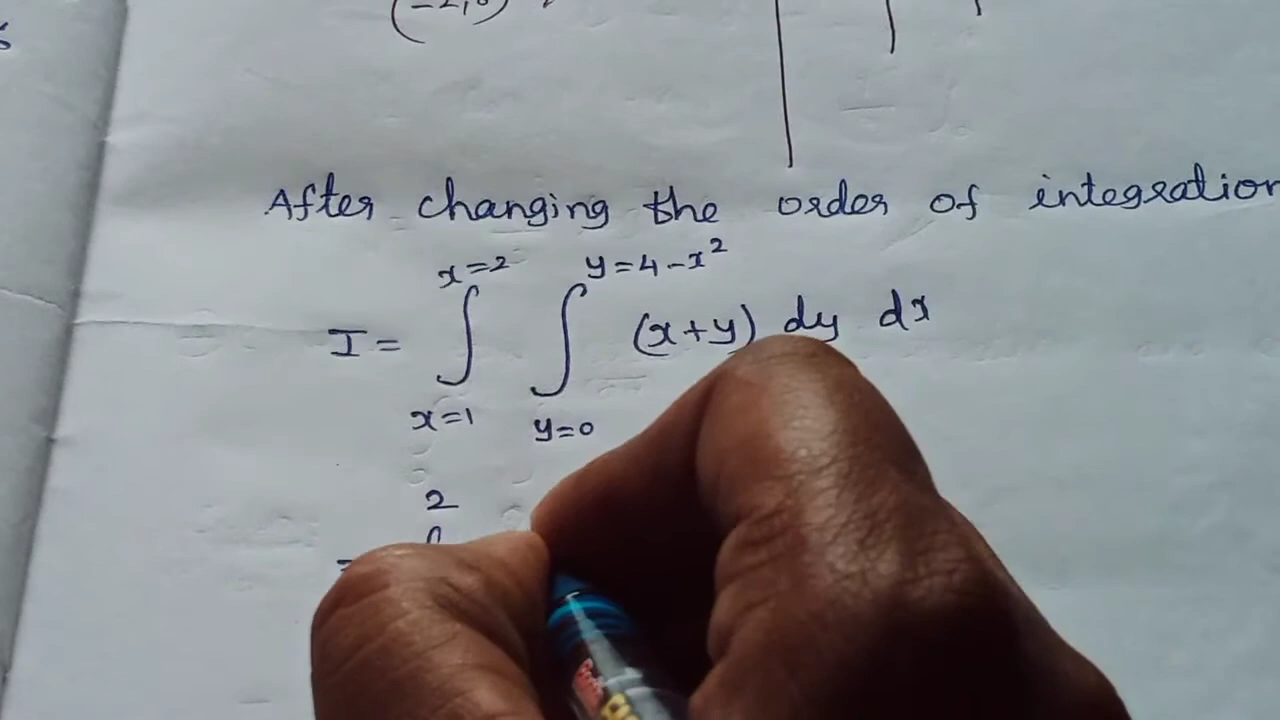 After changing the order of integration
x=2 y=4-x²
I= ∫ ∫ (x+y) dy dx
x=1 y=0
2